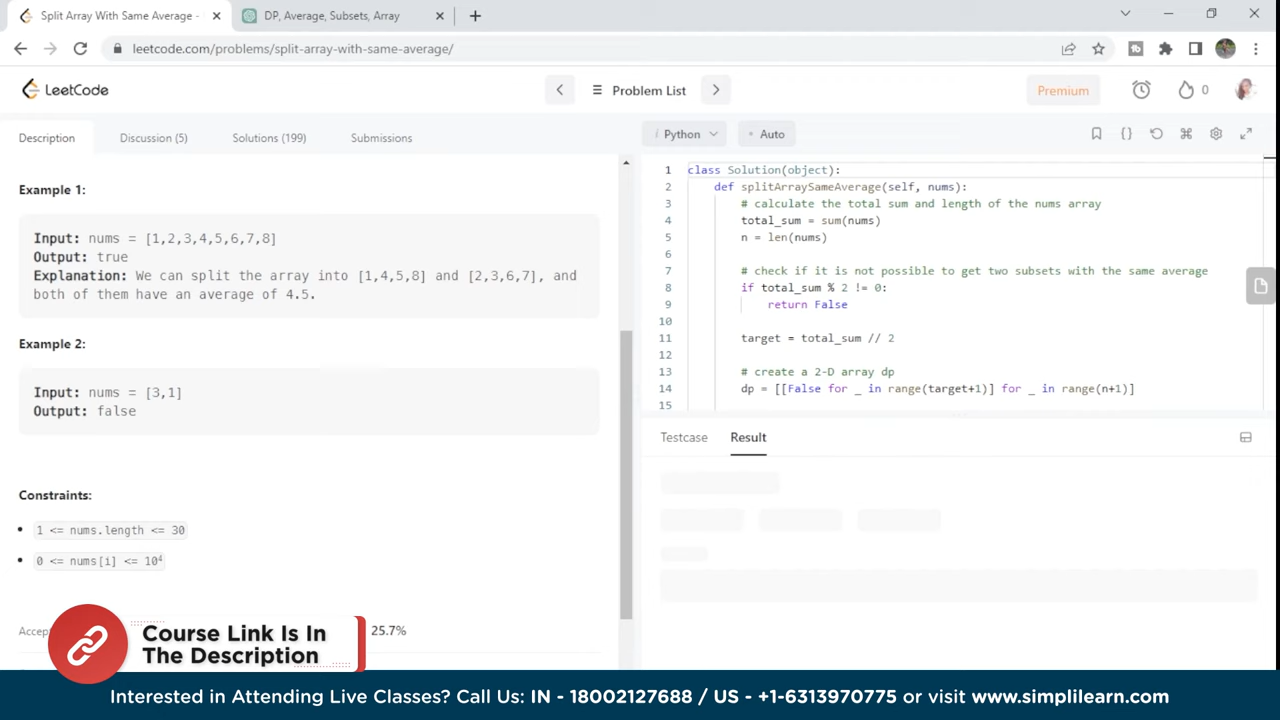 Split Array With Same Average -
DP, Average, Subsets, Array
leetcode.com/problems/split-array-with-same-average/
LeetCode
Problem List
Premium
0
Description
Discussion (5)
Solutions (199)
Submissions
Example 1:
Input: nums = [1,2,3,4,5,6,7,8]
Output: true
Explanation: We can split the array into [1,4,5,8] and [2,3,6,7], and
both of them have an average of 4.5.
Example 2:
Input: nums = [3,1]
Output: false
Constraints:
1 <= nums.length <= 30
0 <= nums[i] <= 10⁴
25.7%
i Python
Auto
1 class Solution(object):
2 def splitArraySameAverage(self, nums):
3 # calculate the total sum and length of the nums array
4 total_sum = sum(nums)
5 n = len(nums)
6
7 # check if it is not possible to get two subsets with the same average
8 if total_sum % 2 != 0:
9 return False
10
11 target = total_sum // 2
12
13 # create a 2-D array dp
14 dp = [[False for _ in range(target+1)] for _ in range(n+1)]
15
Testcase
Result
Course Link Is In
The Description
Interested in Attending Live Classes? Call Us: IN - 18002127688 / US - +1-6313970775 or visit www.simplilearn.com